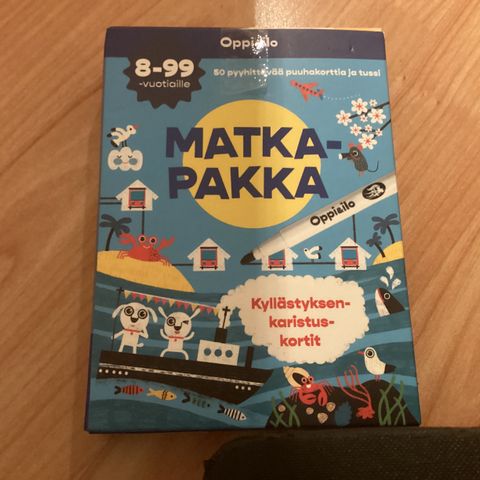 Oppi&ilo
8-99
-vuotiaille
50 pyyhittävää puuhakorttia ja tussi
MATKA-
PAKKA
Oppi&ilo
Kyllästyksen-
karistus-
kortit